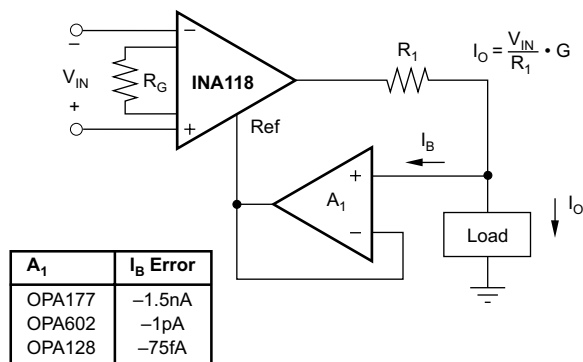 −
V_IN
+
R_G
−
INA118
+
Ref
R_1
I_O = V_IN / R_1 • G
I_B
+
A_1
−
Load
I_O
A_1 I_B Error
OPA177 −1.5nA
OPA602 −1pA
OPA128 −75fA